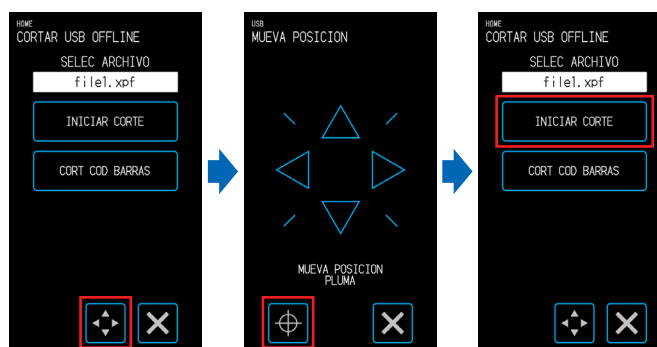 HOME
CORTAR USB OFFLINE
SELEC ARCHIVO
file1.xpf
INICIAR CORTE
CORT COD BARRAS
USB
MUEVA POSICION
MUEVA POSICION
PLUMA
HOME
CORTAR USB OFFLINE
SELEC ARCHIVO
file1.xpf
INICIAR CORTE
CORT COD BARRAS